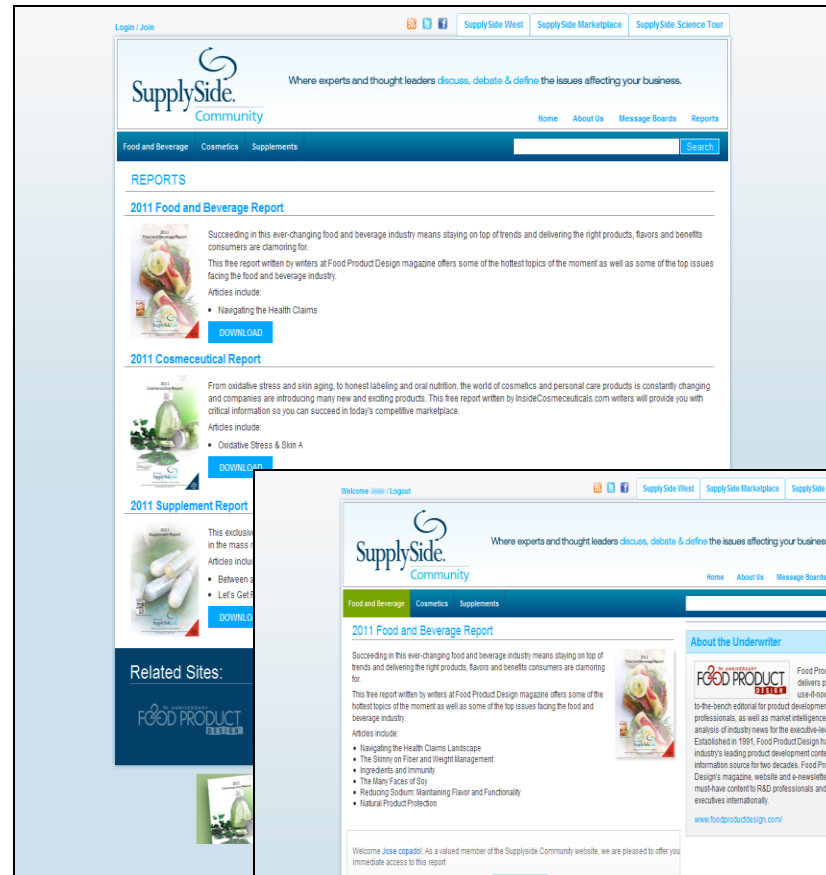 Login / Join
SupplySide West SupplySide Marketplace SupplySide Science Tour
SupplySide.
Community
Where experts and thought leaders discuss, debate & define the issues affecting your business.
Home About Us Message Boards Reports
Food and Beverage Cosmetics Supplements
Search
REPORTS
2011 Food and Beverage Report
Succeeding in this ever-changing food and beverage industry means staying on top of trends and delivering the right products, flavors and benefits
consumers are clamoring for.
This free report written by writers at Food Product Design magazine offers some of the hottest topics of the moment as well as some of the top issues
facing the food and beverage industry.
Articles include:
• Navigating the Health Claims
DOWNLOAD
2011 Cosmeceutical Report
From oxidative stress and skin aging, to honest labeling and oral nutrition, the world of cosmetics and personal care products is constantly changing
and companies are introducing many new and exciting products. This free report written by InsideCosmeceuticals.com writers will provide you with
critical information so you can succeed in today's competitive marketplace.
Articles include:
• Oxidative Stress & Skin A
DOWNLOAD
2011 Supplement Report
This exclusiv
in the mass
Articles includ
• Between a
• Let's Get
DOWNLO
Related Sites:
FOOD PRODUCT
DESIGN
Welcome / Logout
SupplySide West SupplySide Marketplace SupplySide
SupplySide.
Community
Where experts and thought leaders discuss, debate & define the issues affecting your busines
Home About Us Message Boards
Food and Beverage Cosmetics Supplements
2011 Food and Beverage Report
Succeeding in this ever-changing food and beverage industry means staying on top of
trends and delivering the right products, flavors and benefits consumers are clamoring
for.
This free report written by writers at Food Product Design magazine offers some of the
hottest topics of the moment as well as some of the top issues facing the food and
beverage industry.
Articles include:
• Navigating the Health Claims Landscape
• The Skinny on Fiber and Weight Management
• Ingredients and Immunity
• The Many Faces of Soy
• Reducing Sodium: Maintaining Flavor and Functionality
• Natural Product Protection
Welcome Jose copado!. As a valued member of the Supplyside Community website, we are pleased to offer you
immediate access to this report
About the Underwriter
ANNIVERSARY
FOOD PRODUCT
DESIGN
Food Pro
delivers p
use-it-no
to-the-bench editorial for product developmen
professionals, as well as market intelligence
analysis of industry news for the executive-lev
Established in 1991, Food Product Design ha
industry's leading product development conte
information source for two decades. Food Pro
Design's magazine, website and e-newslette
must-have content to R&D professionals and
executives internationally.
www.foodproductdesign.com/